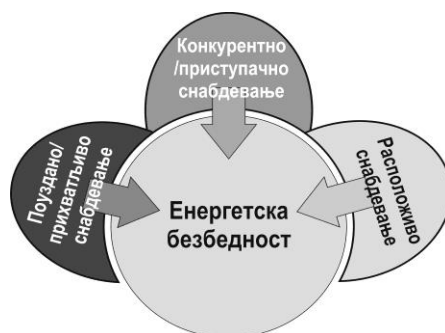 Конкурентно
/приступачно
снабдевање
Поуздано/
прихватљиво
снабдевање
Расположиво
снабдевање
Енергетска
безбедност